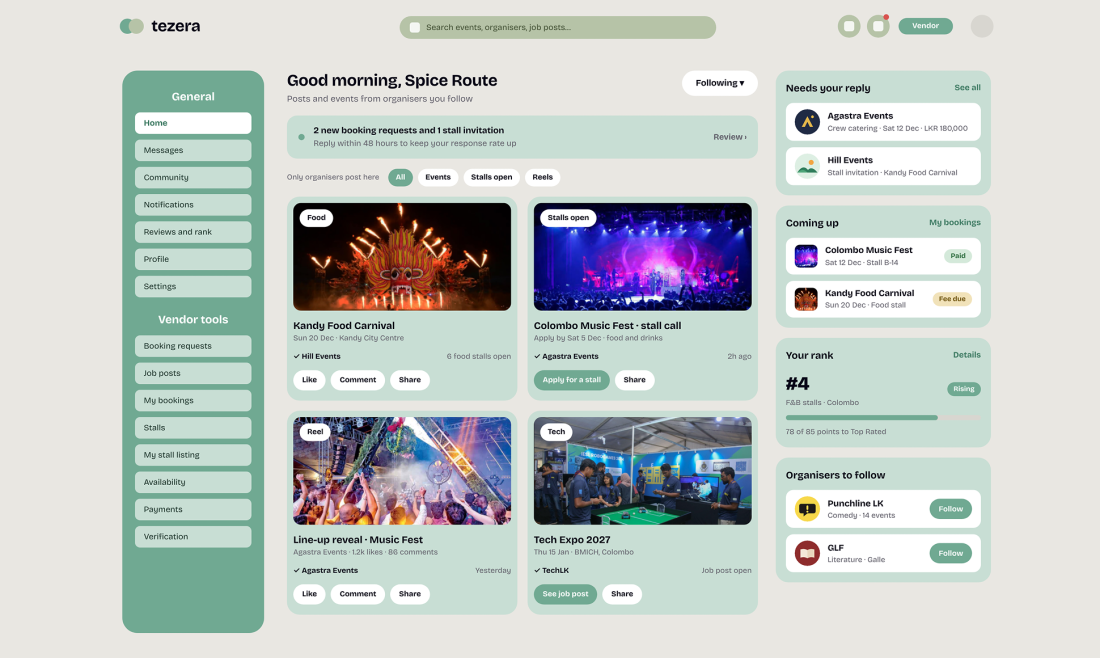 tezera
Search events, organisers, job posts...
Vendor
General
Home
Messages
Community
Notifications
Reviews and rank
Profile
Settings
Vendor tools
Booking requests
Job posts
My bookings
Stalls
My stall listing
Availability
Payments
Verification
Good morning, Spice Route
Posts and events from organisers you follow
Following ▾
2 new booking requests and 1 stall invitation
Reply within 48 hours to keep your response rate up
Review ›
Only organisers post here
All
Events
Stalls open
Reels
Food
Kandy Food Carnival
Sun 20 Dec · Kandy City Centre
✓ Hill Events
6 food stalls open
Like
Comment
Share
Stalls open
Colombo Music Fest · stall call
Apply by Sat 5 Dec · food and drinks
✓ Agastra Events
2h ago
Apply for a stall
Share
Reel
Line-up reveal · Music Fest
Agastra Events · 1.2k likes · 86 comments
✓ Agastra Events
Yesterday
Like
Comment
Share
Tech
Tech Expo 2027
Thu 15 Jan · BMICH, Colombo
✓ TechLK
Job post open
See job post
Share
Needs your reply
See all
Agastra Events
Crew catering · Sat 12 Dec · LKR 180,000
Hill Events
Stall invitation · Kandy Food Carnival
Coming up
My bookings
Colombo Music Fest
Sat 12 Dec · Stall B-14
Paid
Kandy Food Carnival
Sun 20 Dec · Food stall
Fee due
Your rank
Details
#4
Rising
F&B stalls · Colombo
78 of 85 points to Top Rated
Organisers to follow
Punchline LK
Comedy · 14 events
Follow
GLF
Literature · Galle
Follow